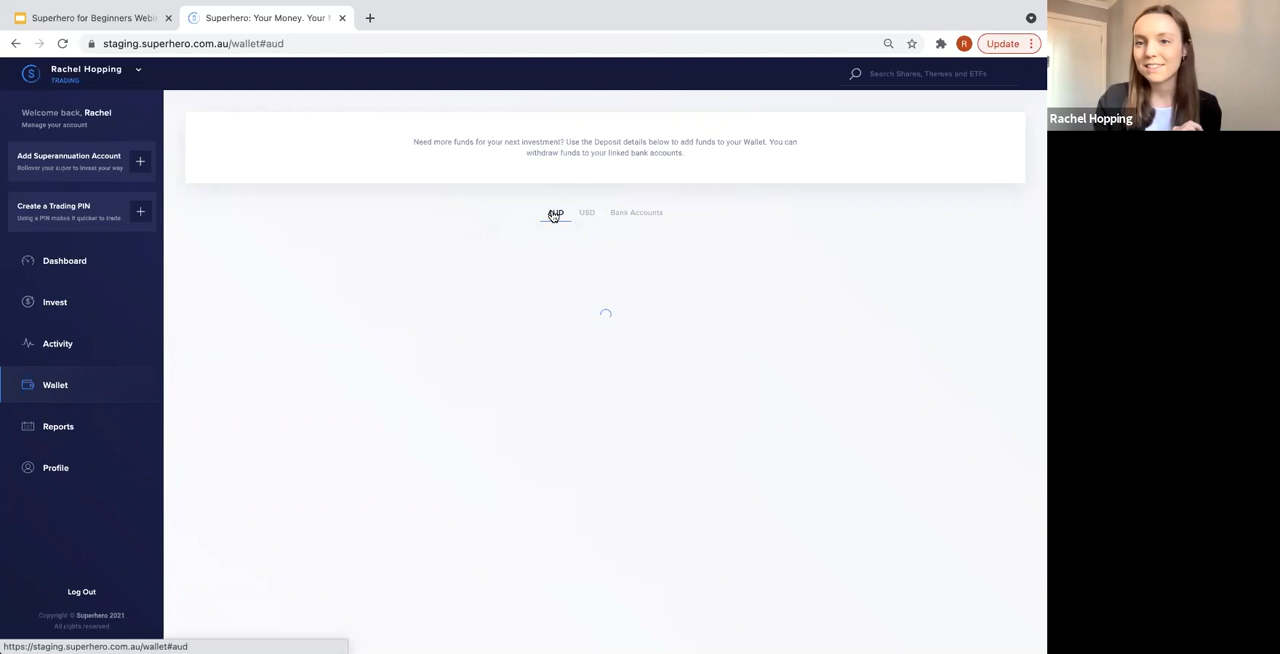 Superhero for Beginners Webi
Superhero: Your Money. Your
staging.superhero.com.au/wallet#aud
R
Update
S
Rachel Hopping
TRADING
Search Shares, Themes and ETFs
Rachel Hopping
Welcome back, Rachel
Manage your account
Add Superannuation Account
Rollover your super to invest your way
Create a Trading PIN
Using a PIN makes it quicker to trade
Need more funds for your next investment? Use the Deposit details below to add funds to your Wallet. You can
withdraw funds to your linked bank accounts.
USD
Bank Accounts
Dashboard
Invest
Activity
Wallet
Reports
Profile
Log Out
Copyright © Superhero 2021
All rights reserved
https://staging.superhero.com.au/wallet#aud